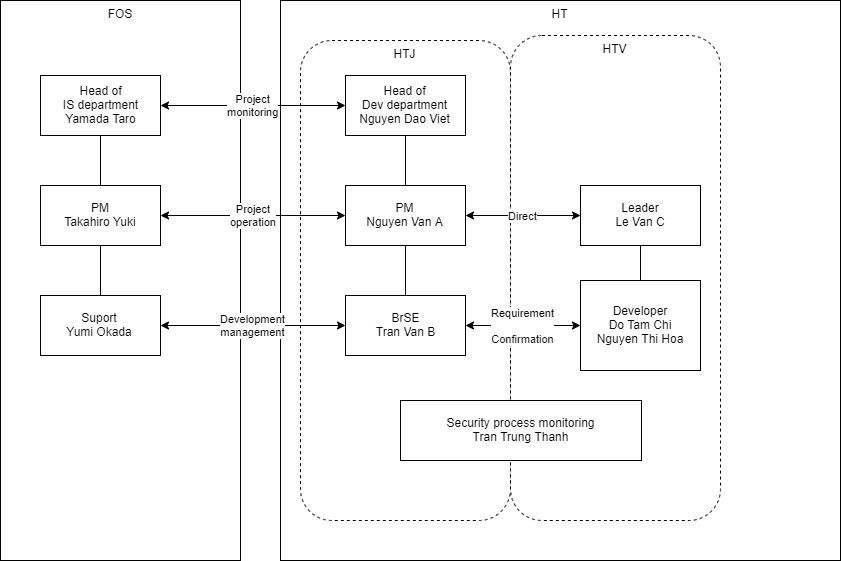 FOS
HT
HTJ
HTV
Head of
IS department
Yamada Taro
Project
monitoring
Head of
Dev department
Nguyen Dao Viet
PM
Takahiro Yuki
Project
operation
PM
Nguyen Van A
Direct
Leader
Le Van C
Suport
Yumi Okada
Development
management
BrSE
Tran Van B
Requirement
Confirmation
Developer
Do Tam Chi
Nguyen Thi Hoa
Security process monitoring
Tran Trung Thanh